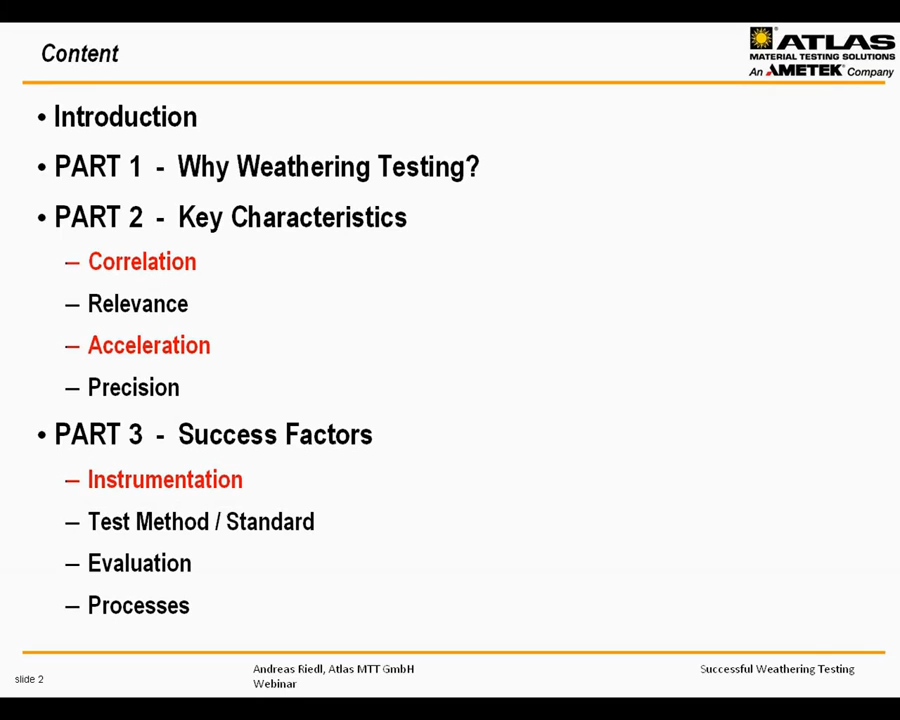 Content
ATLAS
MATERIAL TESTING SOLUTIONS
An AMETEK Company
• Introduction
• PART 1 - Why Weathering Testing?
• PART 2 - Key Characteristics
– Correlation
– Relevance
– Acceleration
– Precision
• PART 3 - Success Factors
– Instrumentation
– Test Method / Standard
– Evaluation
– Processes
slide 2
Andreas Riedl, Atlas MTT GmbH
Webinar
Successful Weathering Testing